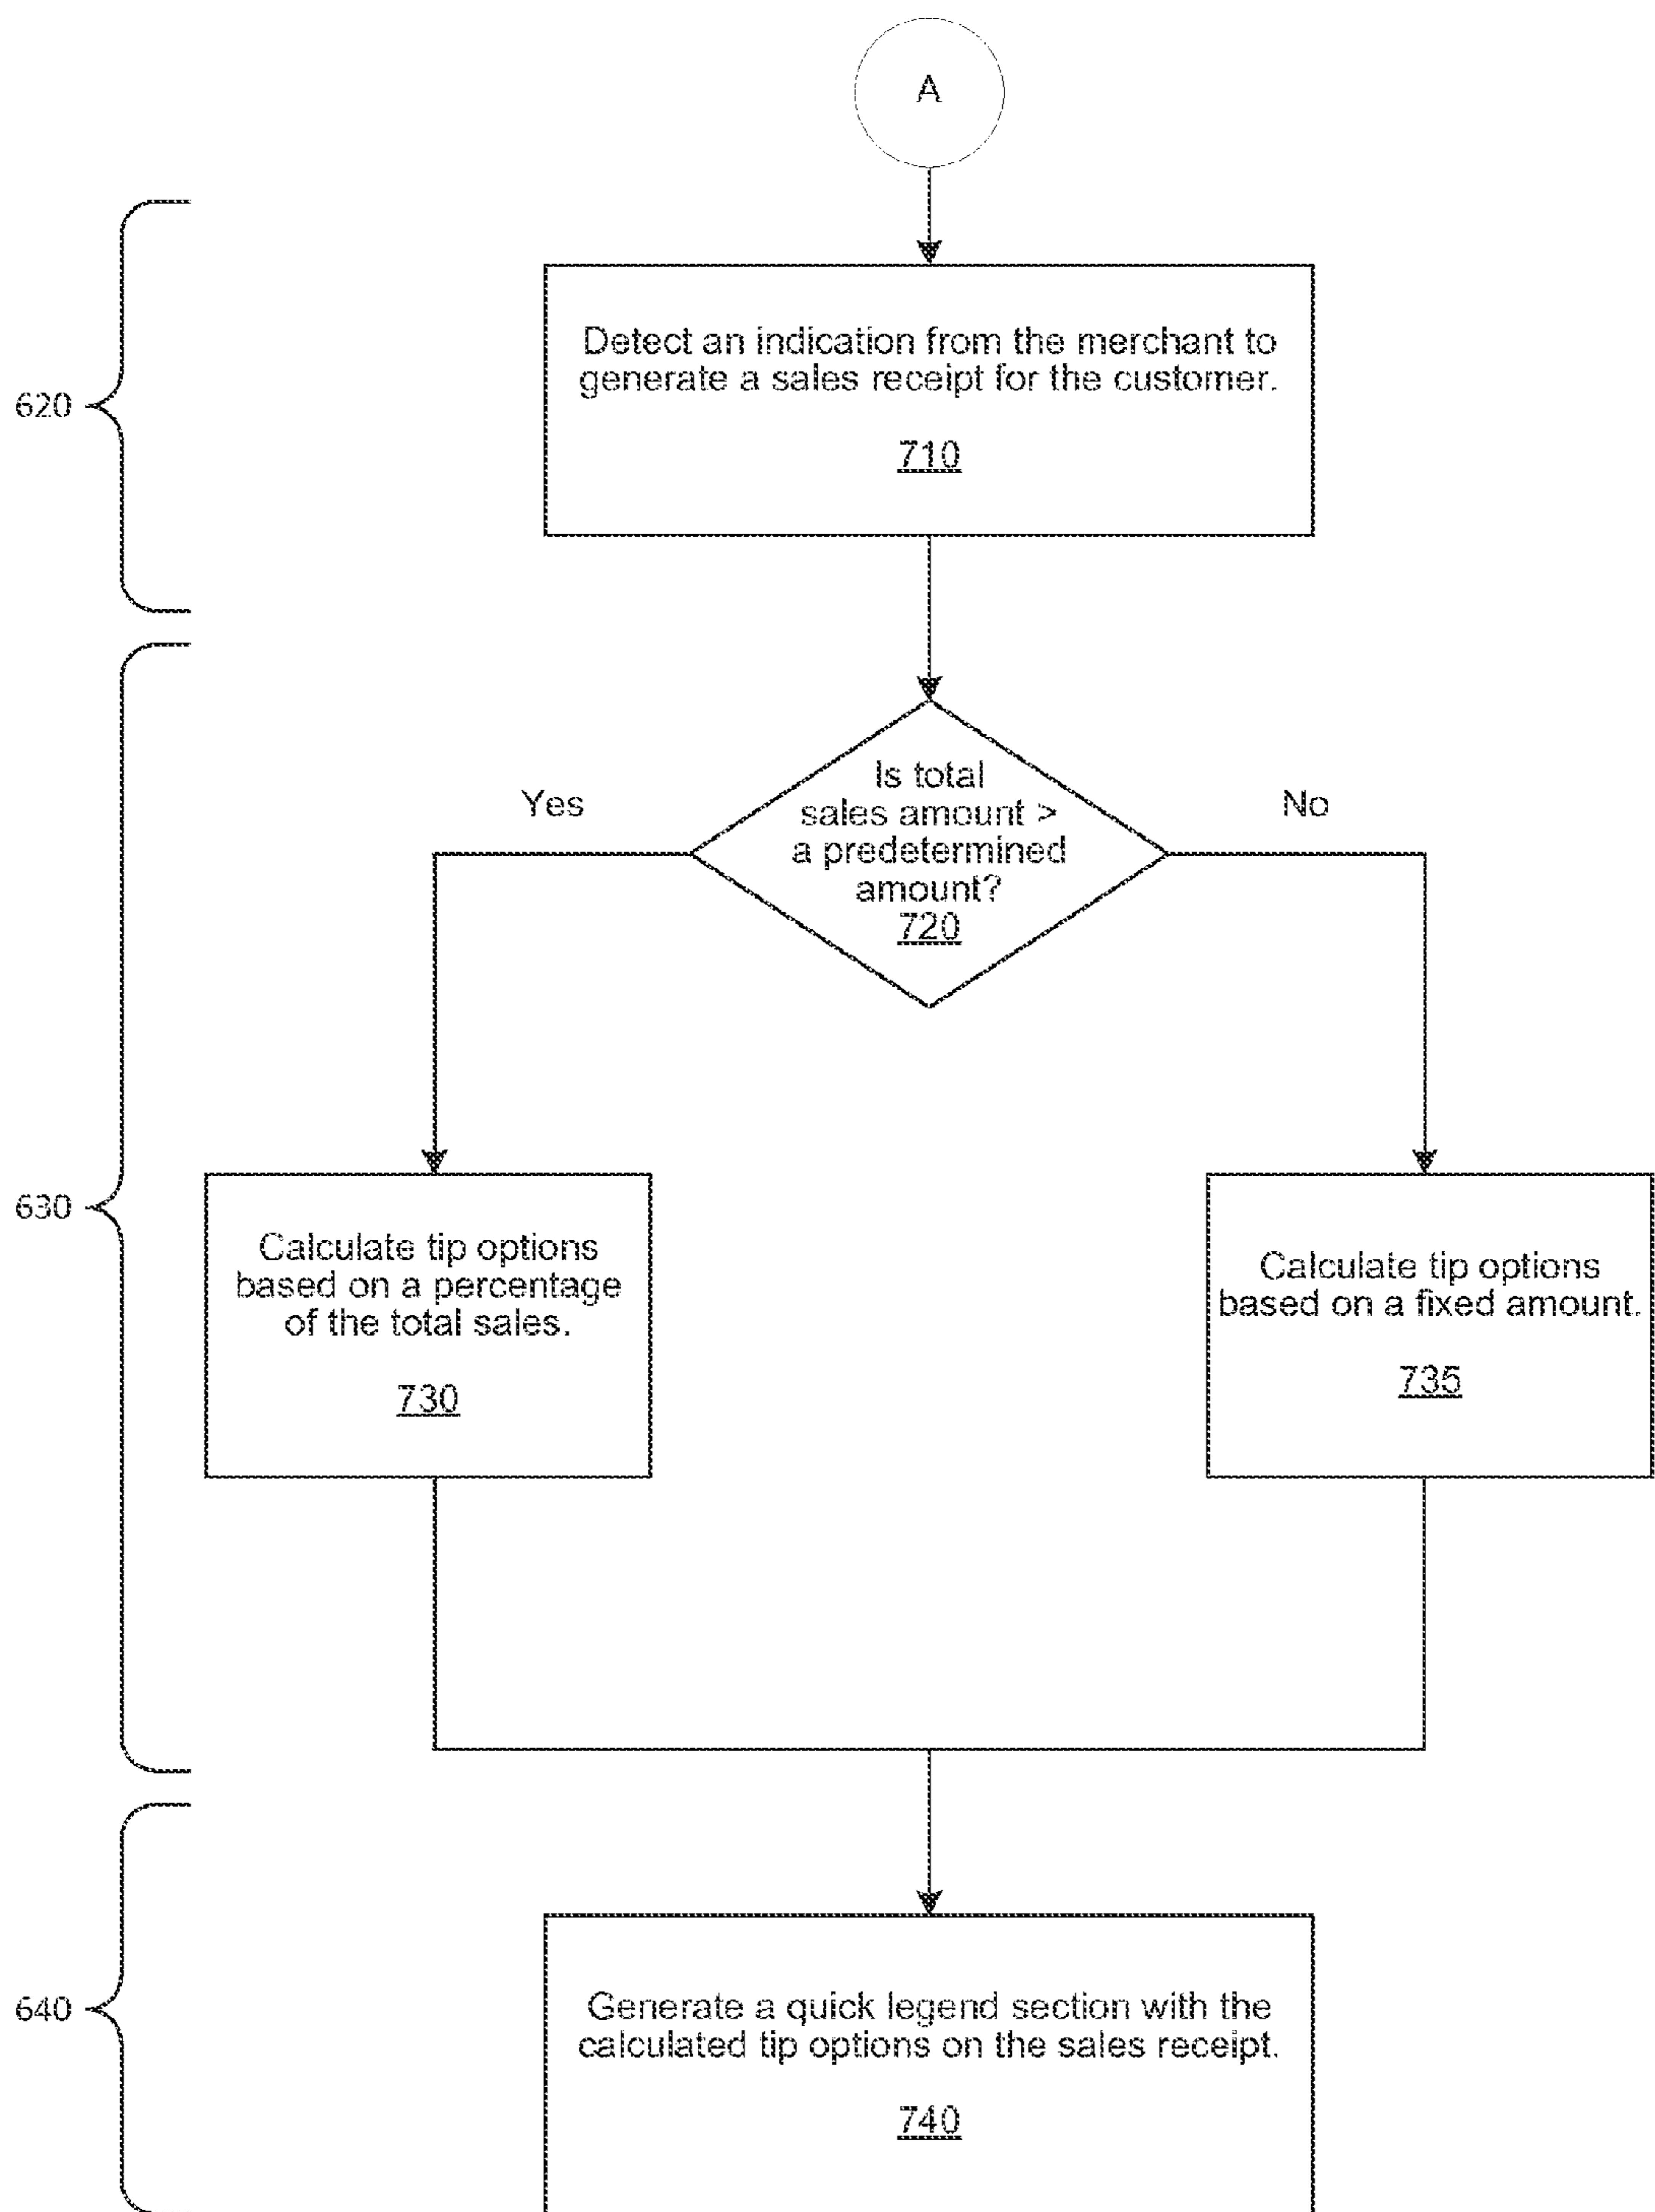 A
Detect an indication from the merchant to
generate a sales receipt for the customer.
710
620
Is total
sales amount >
a predetermined
amount?
720
Yes
No
630
Calculate tip options
based on a percentage
of the total sales.
730
Calculate tip options
based on a fixed amount.
735
640
Generate a quick legend section with the
calculated tip options on the sales receipt.
740